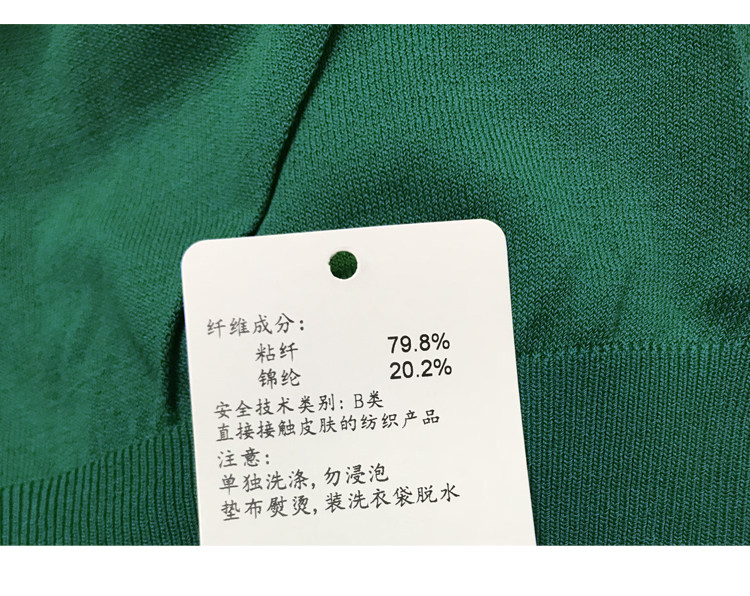 纤维成分:
粘纤 79.8%
锦纶 20.2%
安全技术类别: B类
直接接触皮肤的纺织产品
注意:
单独洗涤,勿浸泡
垫布熨烫,装洗衣袋脱水